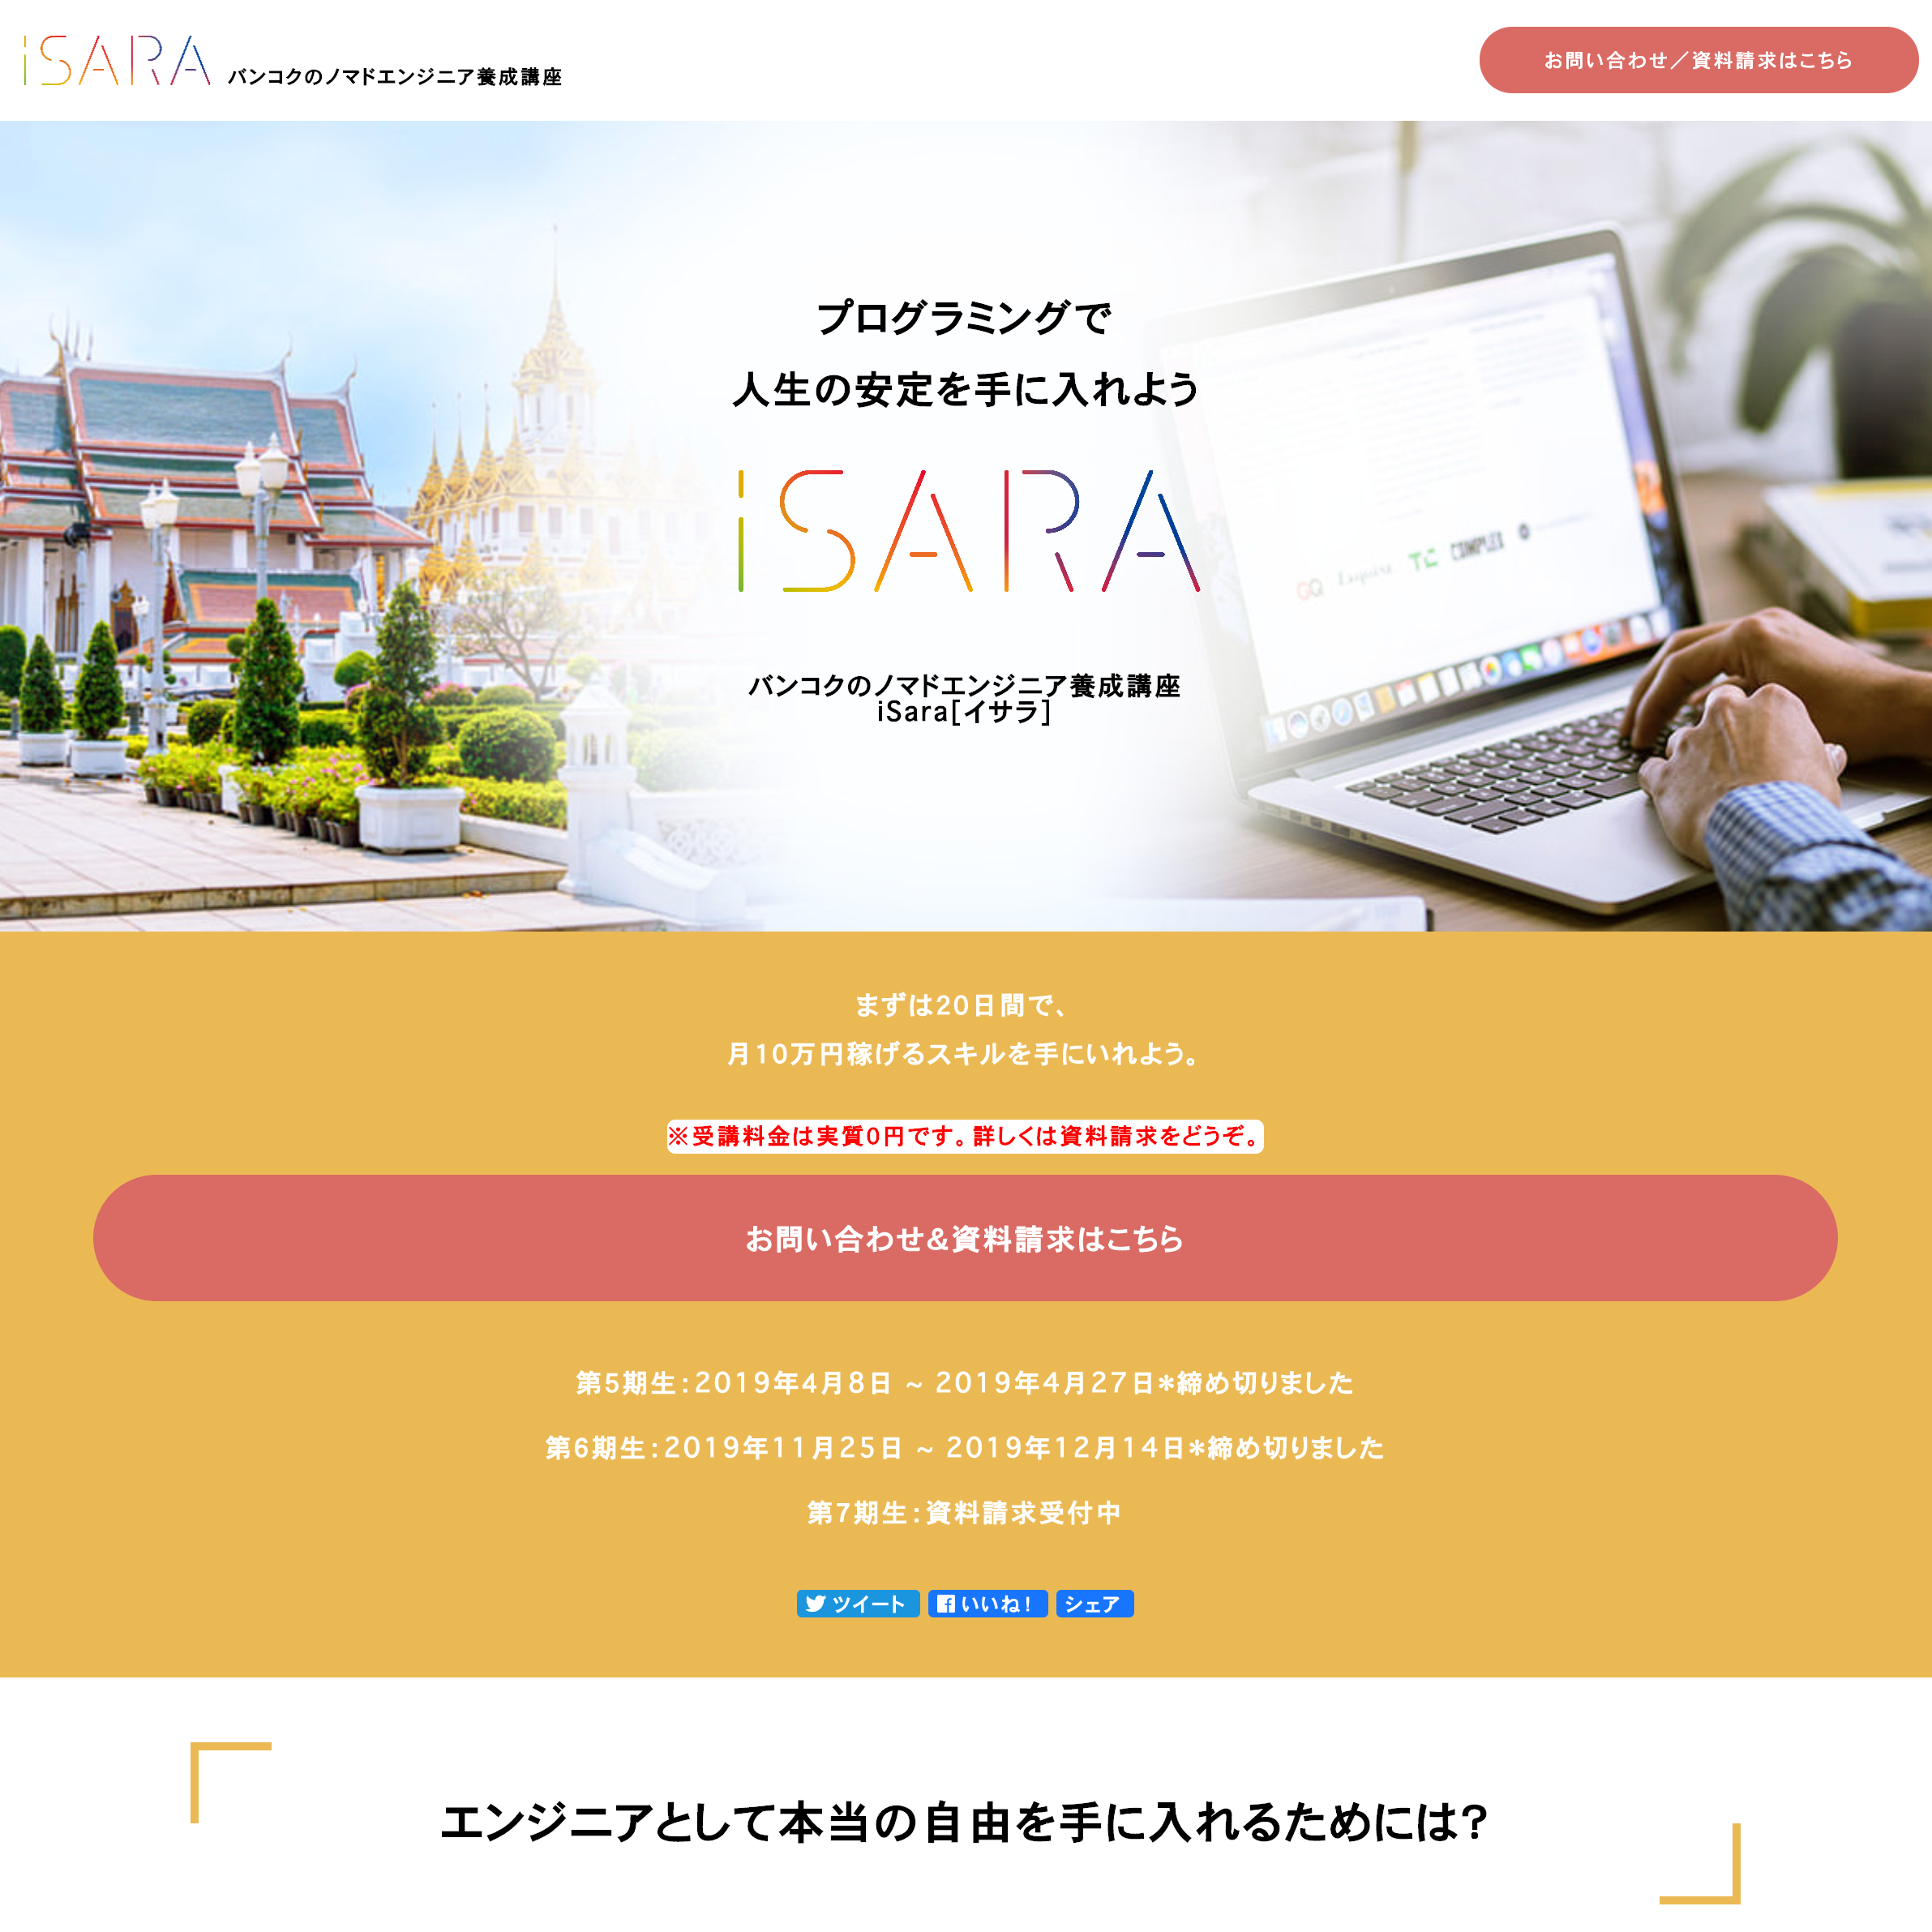 iSARA バンコクのノマドエンジニア養成講座
お問い合わせ／資料請求はこちら
プログラミングで
人生の安定を手に入れよう
iSARA
バンコクのノマドエンジニア養成講座
iSara[イサラ]
GQ Esquire TC COMPLEX
まずは20日間で、
月10万円稼げるスキルを手にいれよう。
※受講料金は実質0円です。詳しくは資料請求をどうぞ。
お問い合わせ&資料請求はこちら
第5期生：2019年4月8日 ~ 2019年4月27日*締め切りました
第6期生：2019年11月25日 ~ 2019年12月14日*締め切りました
第7期生：資料請求受付中
ツイート いいね！ シェア
エンジニアとして本当の自由を手に入れるためには？